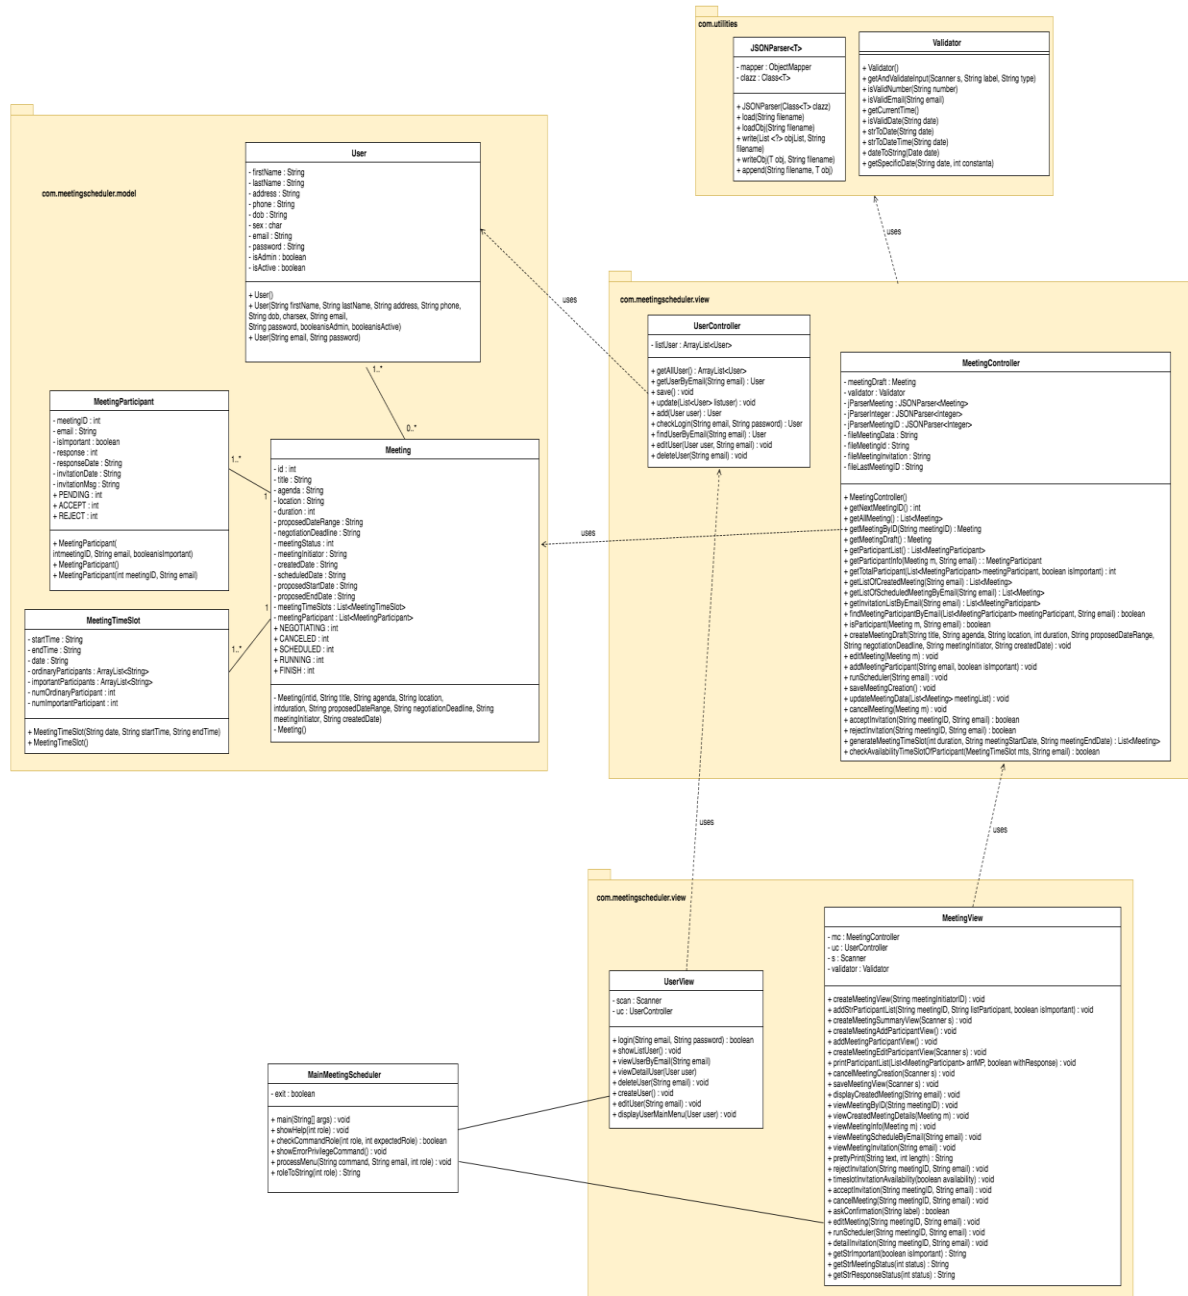 com.utilities
JSONParser<T>
- mapper : ObjectMapper
- clazz : Class<T>
+ JSONParser(Class<T> clazz)
+ load(String filename)
+ loadObj(String filename)
+ write(List <?> objList, String
filename)
+ writeObj(T obj, String filename)
+ append(String filename, T obj)
Validator
+ Validator()
+ getAndValidateInput(Scanner s, String label, String type)
+ isValidNumber(String number)
+ isValidEmail(String email)
+ getCurrentTime()
+ isValidDate(String date)
+ strToDate(String date)
+ strToDateTime(String date)
+ dateToString(Date date)
+ getSpecificDate(String date, int constanta)
uses
com.meetingscheduler.model
User
- firstName : String
- lastName : String
- address : String
- phone : String
- dob : String
- sex : char
- email : String
- password : String
- isAdmin : boolean
- isActive : boolean
+ User()
+ User(String firstName, String lastName, String address, String phone,
String dob, charsex, String email,
String password, booleanisAdmin, booleanisActive)
+ User(String email, String password)
1..*
0..*
MeetingParticipant
- meetingID : int
- email : String
- isImportant : boolean
- response : int
- responseDate : String
- invitationDate : String
- invitationMsg : String
+ PENDING : int
+ ACCEPT : int
+ REJECT : int
+ MeetingParticipant(
intmeetingID, String email, booleanisImportant)
+ MeetingParticipant()
+ MeetingParticipant(int meetingID, String email)
1..*
1
MeetingTimeSlot
- startTime : String
- endTime : String
- date : String
- ordinaryParticipants : ArrayList<String>
- importantParticipants : ArrayList<String>
- numOrdinaryParticipant : int
- numImportantParticipant : int
+ MeetingTimeSlot(String date, String startTime, String endTime)
+ MeetingTimeSlot()
1..*
1
Meeting
- id : int
- title : String
- agenda : String
- location : String
- duration : int
- proposedDateRange : String
- negotiationDeadline : String
- meetingStatus : int
- meetingInitiator : String
- createdDate : String
- scheduledDate : String
- proposedStartDate : String
- proposedEndDate : String
- meetingTimeSlots : List<MeetingTimeSlot>
- meetingParticipant : List<MeetingParticipant>
+ NEGOTIATING : int
+ CANCELED : int
+ SCHEDULED : int
+ RUNNING : int
+ FINISH : int
- Meeting(intid, String title, String agenda, String location,
intduration, String proposedDateRange, String negotiationDeadline, String
meetingInitiator, String createdDate)
- Meeting()
uses
uses
com.meetingscheduler.view
UserController
- listUser : ArrayList<User>
+ getAllUser() : ArrayList<User>
+ getUserByEmail(String email) : User
+ save() : void
+ update(List<User> listuser) : void
+ add(User user) : User
+ checkLogin(String email, String password) : User
+ findUserByEmail(String email) : User
+ editUser(User user, String email) : void
+ deleteUser(String email) : void
MeetingController
- meetingDraft : Meeting
- validator : Validator
- jParserMeeting : JSONParser<Meeting>
- jParserInteger : JSONParser<Integer>
- jParserMeetingID : JSONParser<Integer>
- fileMeetingData : String
- fileMeetingId : String
- fileMeetingInvitation : String
- fileLastMeetingID : String
+ MeetingController()
+ getNextMeetingID() : int
+ getAllMeeting() : List<Meeting>
+ getMeetingByID(String meetingID) : Meeting
+ getMeetingDraft() : Meeting
+ getParticipantList() : List<MeetingParticipant>
+ getParticipantInfo(Meeting m, String email) : : MeetingParticipant
+ getTotalParticipant(List<MeetingParticipant> meetingParticipant, boolean isImportant) : int
+ getListOfCreatedMeeting(String email) : List<Meeting>
+ getListOfScheduledMeetingByEmail(String email) : List<Meeting>
+ getInvitationListByEmail(String email) : List<MeetingParticipant>
+ findMeetingParticipantByEmail(List<MeetingParticipant> meetingParticipant, String email) : boolean
+ isParticipant(Meeting m, String email) : boolean
+ createMeetingDraft(String title, String agenda, String location, int duration, String proposedDateRange,
String negotiationDeadline, String meetingInitiator, String createdDate) : void
+ editMeeting(Meeting m) : void
+ addMeetingParticipant(String email, boolean isImportant) : void
+ runScheduler(String email) : void
+ saveMeetingCreation() : void
+ updateMeetingData(List<Meeting> meetingList) : void
+ cancelMeeting(Meeting m) : void
+ acceptInvitation(String meetingID, String email) : boolean
+ rejectInvitation(String meetingID, String email) : boolean
+ generateMeetingTimeSlot(int duration, String meetingStartDate, String meetingEndDate) : List<Meeting>
+ checkAvailabilityTimeSlotOfParticipant(MeetingTimeSlot mts, String email) : boolean
uses
uses
com.meetingscheduler.view
UserView
- scan : Scanner
- uc : UserController
+ login(String email, String password) : boolean
+ showListUser() : void
+ viewUserByEmail(String email)
+ viewDetailUser(User user)
+ deleteUser(String email) : void
+ createUser() : void
+ editUser(String email) : void
+ displayUserMainMenu(User user) : void
MeetingView
- mc : MeetingController
- uc : UserController
- s : Scanner
- validator : Validator
+ createMeetingView(String meetingInitiatorID) : void
+ addStrParticipantList(String meetingID, String listParticipant, boolean isImportant) : void
+ createMeetingSummaryView(Scanner s) : void
+ createMeetingAddParticipantView() : void
+ addMeetingParticipantView() : void
+ createMeetingEditParticipantView(Scanner s) : void
+ printParticipantList(List<MeetingParticipant> arrMP, boolean withResponse) : void
+ cancelMeetingCreation(Scanner s) : void
+ saveMeetingView(Scanner s) : void
+ displayCreatedMeeting(String email) : void
+ viewMeetingByID(String meetingID) : void
+ viewCreatedMeetingDetails(Meeting m) : void
+ viewMeetingInfo(Meeting m) : void
+ viewMeetingScheduleByEmail(String email) : void
+ viewMeetingInvitation(String email) : void
+ prettyPrint(String text, int length) : String
+ rejectInvitation(String meetingID, String email) : void
+ timeslotInvitationAvailability(boolean availability) : void
+ acceptInvitation(String meetingID, String email) : void
+ cancelMeeting(String meetingID, String email) : void
+ askConfirmation(String label) : boolean
+ editMeeting(String meetingID, String email) : void
+ runScheduler(String meetingID, String email) : void
+ detailInvitation(String meetingID, String email) : void
+ getStrImportant(boolean isImportant) : String
+ getStrMeetingStatus(int status) : String
+ getStrResponseStatus(int status) : String
MainMeetingScheduler
- exit : boolean
+ main(String[] args) : void
+ showHelp(int role) : void
+ checkCommandRole(int role, int expectedRole) : boolean
+ showErrorPrivilegeCommand() : void
+ processMenu(String command, String email, int role) : void
+ roleToString(int role) : String